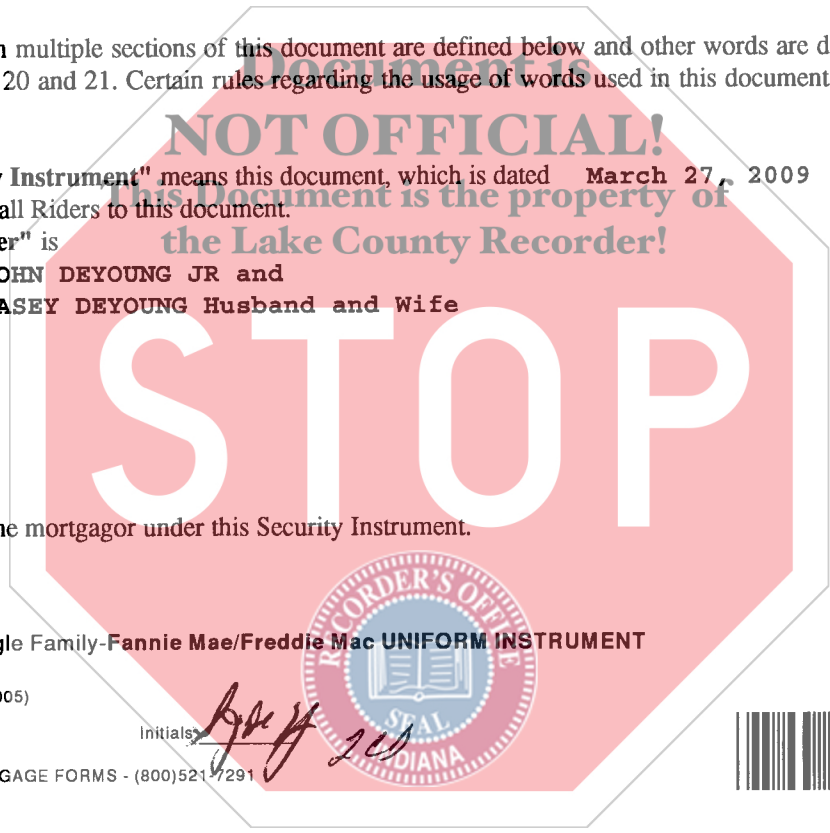 n multiple sections of this document are defined below and other words are d
Document is
20 and 21. Certain rules regarding the usage of words used in this document
NOT OFFICIAL!
y Instrument" means this document, which is dated March 27, 2009
This Document is the property of
all Riders to this document.
er" is
the Lake County Recorder!
OHN DEYOUNG JR and
ASEY DEYOUNG Husband and Wife
STOP
he mortgagor under this Security Instrument.
RECORDER'S OFFICE
gle Family-Fannie Mae/Freddie Mac UNIFORM INSTRUMENT
005)
SEAL
Initials:
INDIANA
GAGE FORMS - (800)521-7291